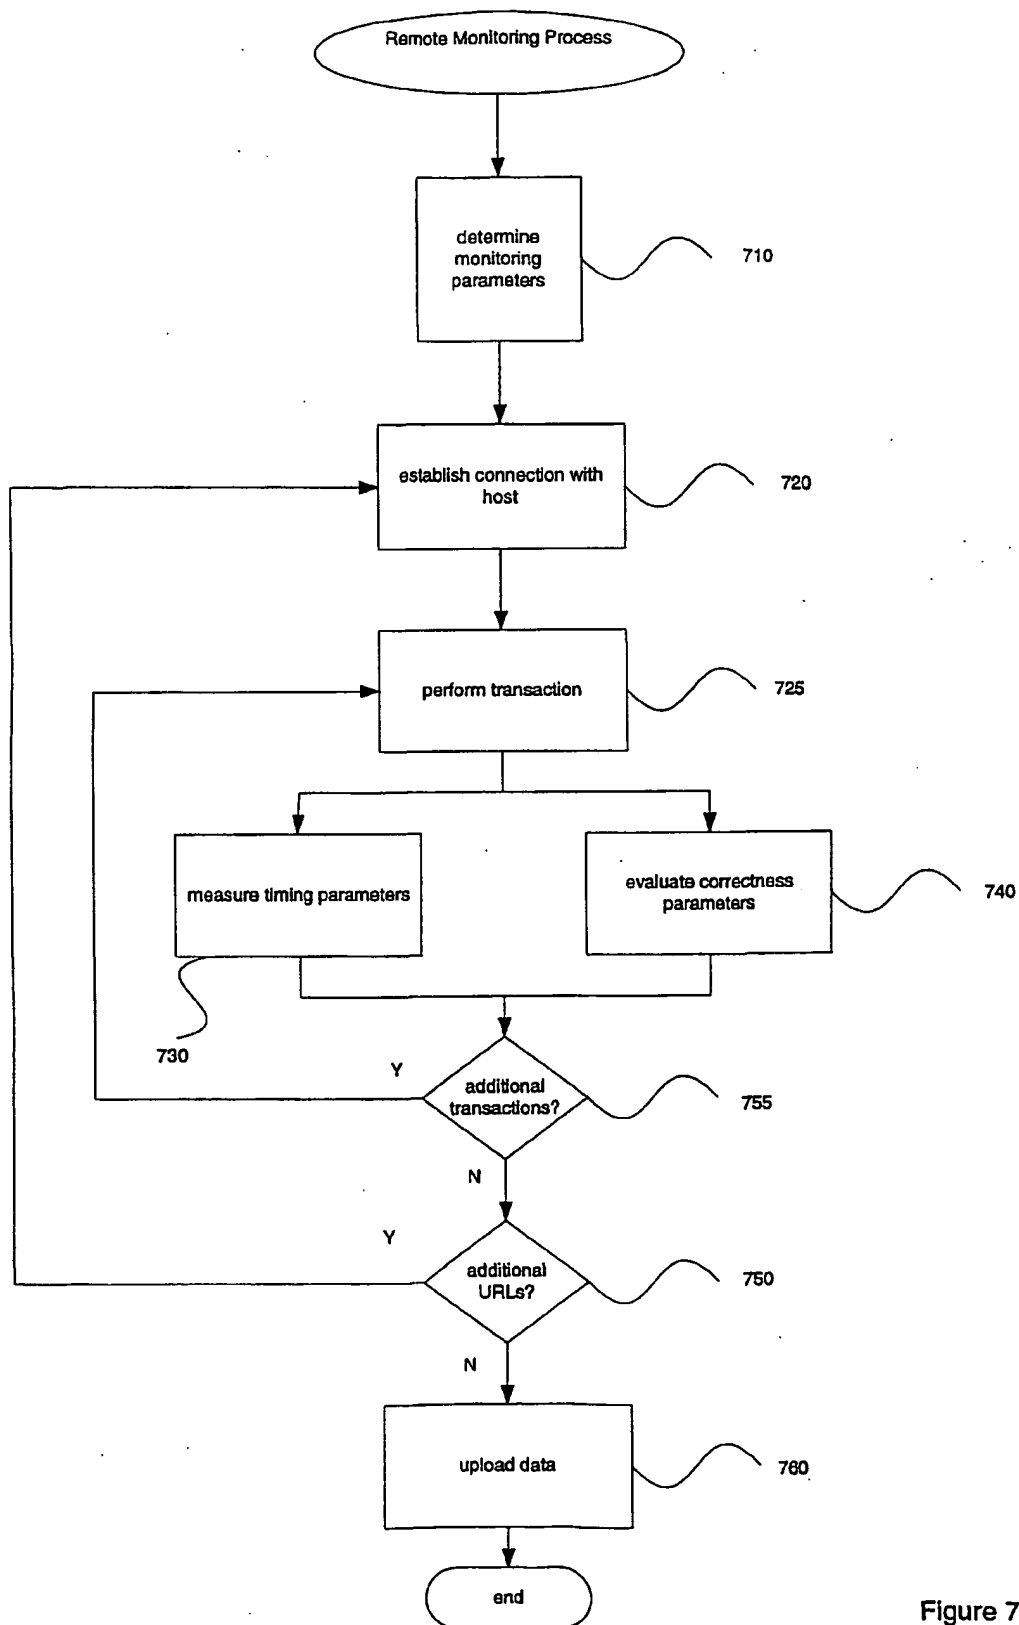 Remote Monitoring Process
determine
monitoring
parameters
710
establish connection with
host
720
perform transaction
725
measure timing parameters
evaluate correctness
parameters
740
730
Y
additional
transactions?
755
N
Y
additional
URLs?
750
N
upload data
760
end
Figure 7